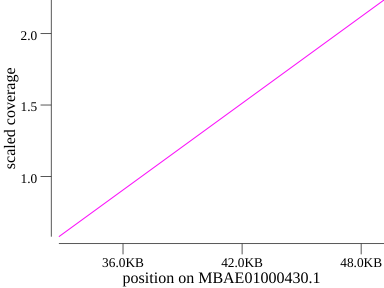 2.0
1.5
1.0
scaled coverage
36.0KB 42.0KB 48.0KB
position on MBAE01000430.1